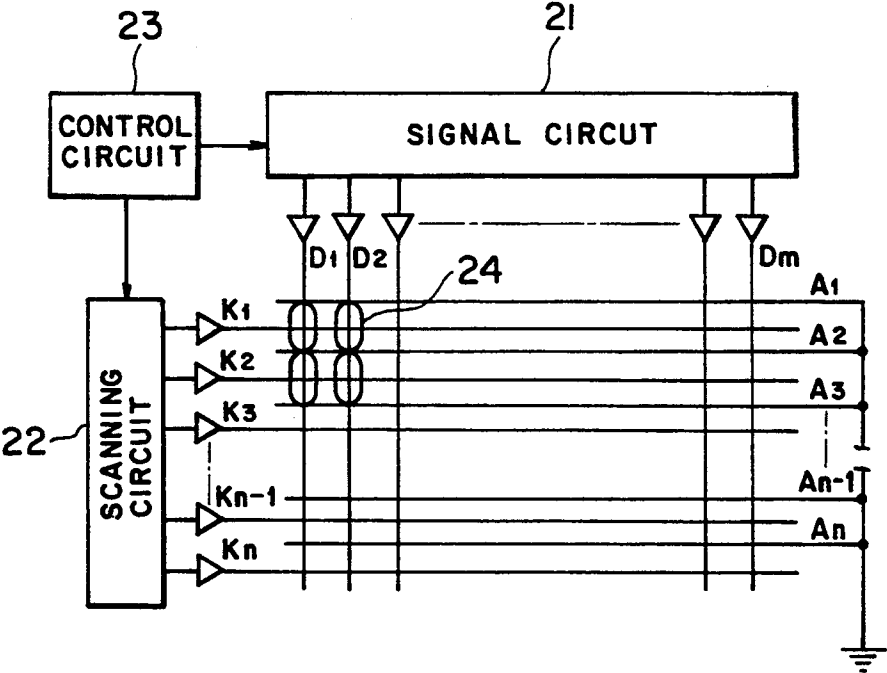 23
21
CONTROL
CIRCUIT
SIGNAL CIRCUT
D1
D2
Dm
24
A1
K1
A2
K2
A3
K3
22
SCANNING
CIRCUIT
An-1
Kn-1
An
Kn